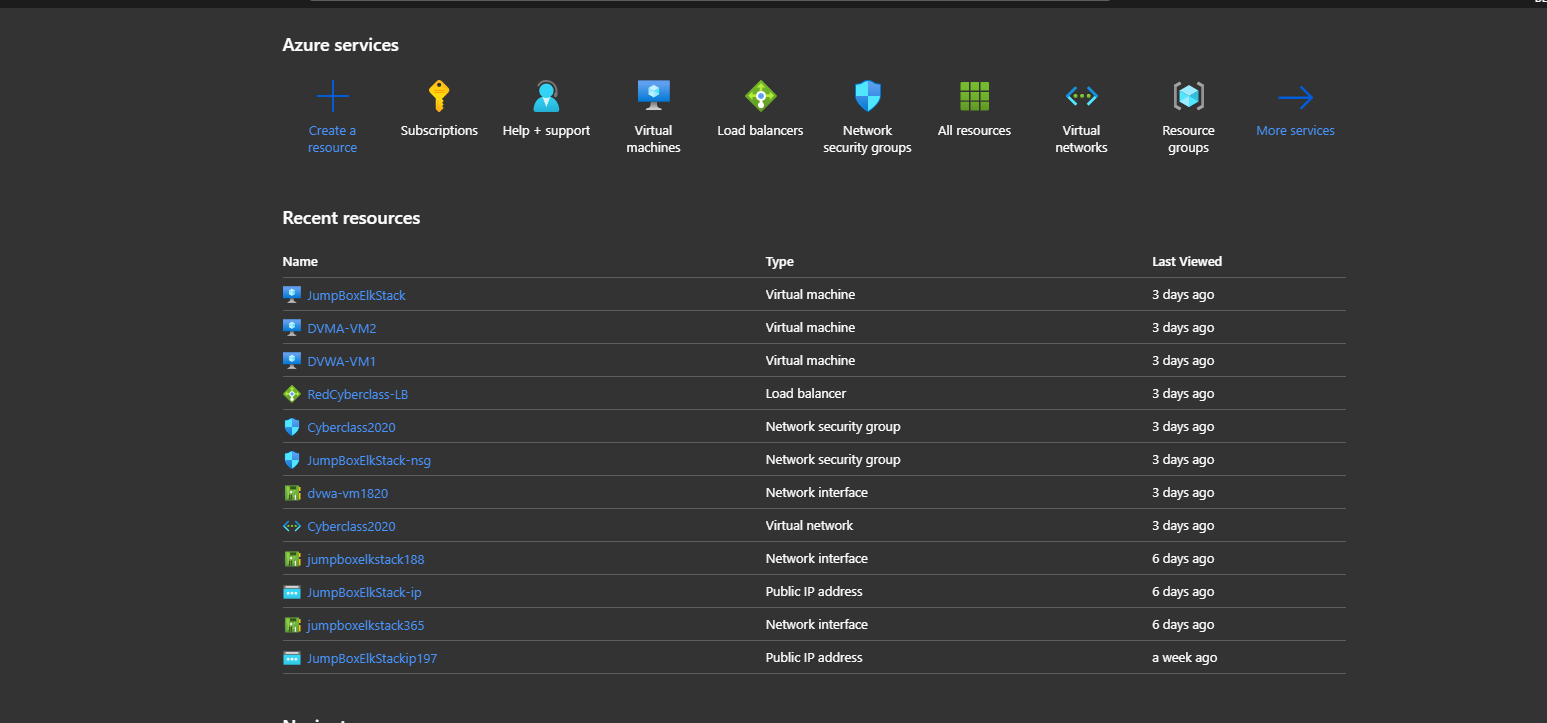 Azure services
Create a resource
Subscriptions
Help + support
Virtual machines
Load balancers
Network security groups
All resources
Virtual networks
Resource groups
More services
Recent resources
Name Type Last Viewed
JumpBoxElkStack Virtual machine 3 days ago
DVMA-VM2 Virtual machine 3 days ago
DVWA-VM1 Virtual machine 3 days ago
RedCyberclass-LB Load balancer 3 days ago
Cyberclass2020 Network security group 3 days ago
JumpBoxElkStack-nsg Network security group 3 days ago
dvwa-vm1820 Network interface 3 days ago
Cyberclass2020 Virtual network 3 days ago
jumpboxelkstack188 Network interface 6 days ago
JumpBoxElkStack-ip Public IP address 6 days ago
jumpboxelkstack365 Network interface 6 days ago
JumpBoxElkStackip197 Public IP address a week ago